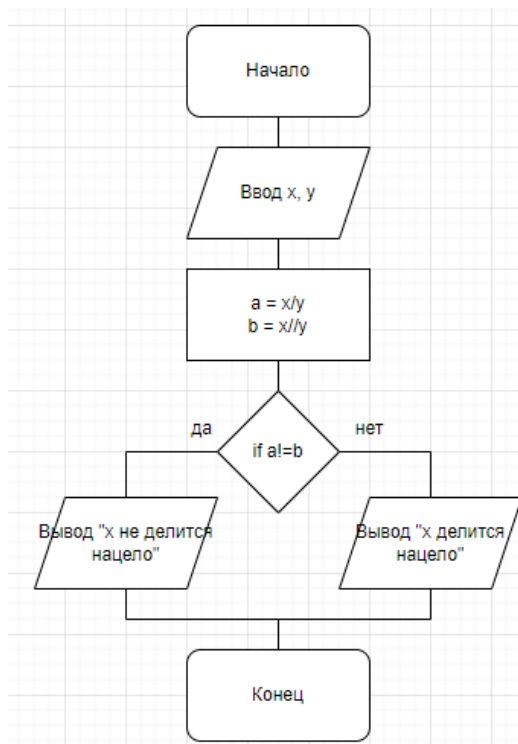 Начало
Ввод x, y
a = x/y
b = x//y
да
нет
if a!=b
Вывод "x не делится
нацело"
Вывод "x делится
нацело"
Конец